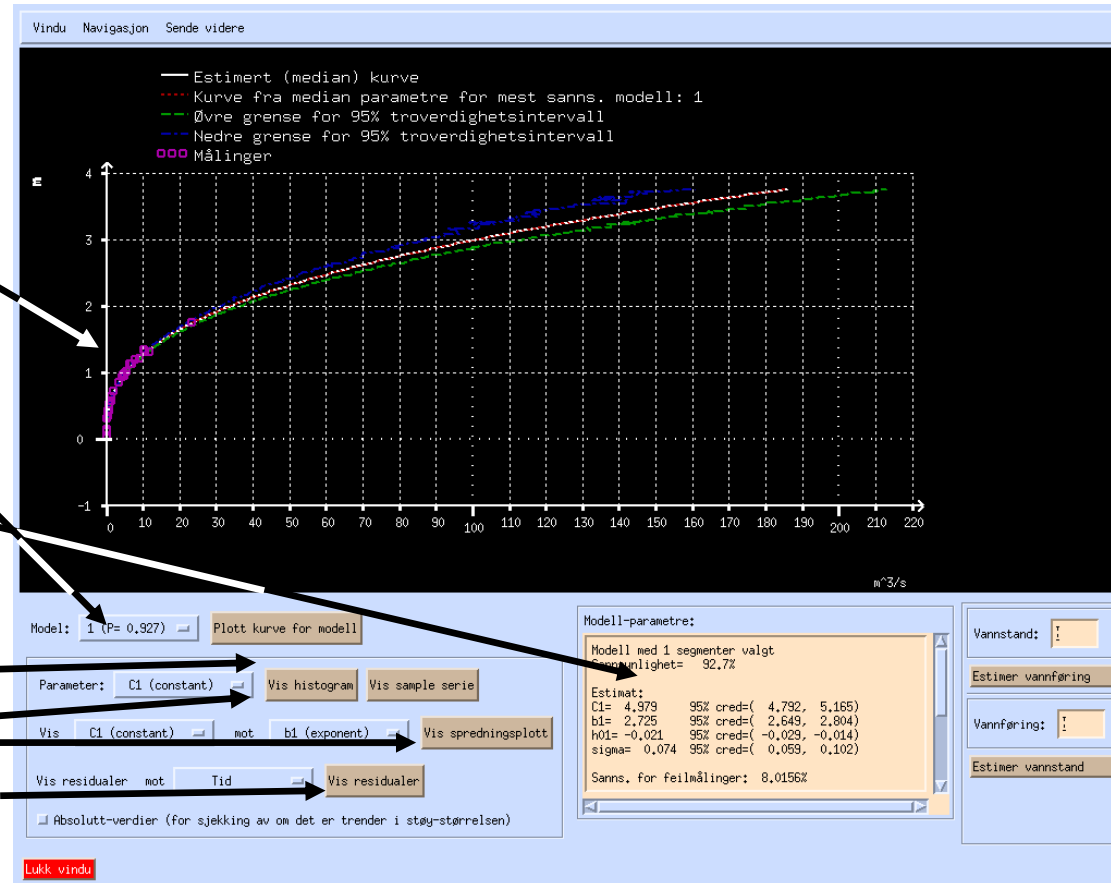 Vindu Navigasjon Sende videre
Estimert (median) kurve
Kurve fra median parametre for mest sanns. modell: 1
Øvre grense for 95% troverdighetsintervall
Nedre grense for 95% troverdighetsintervall
Målinger
m
4
3
2
1
0
-1
0 10 20 30 40 50 60 70 80 90 100 110 120 130 140 150 160 170 180 190 200 210 220
m^3/s
Model: 1 (P= 0.927) Plott kurve for modell
Parameter: C1 (constant) Vis histogram Vis sample serie
Vis C1 (constant) mot b1 (exponent) Vis spredningsplott
Vis residualer mot Tid Vis residualer
Absolutt-verdier (for sjekking av om det er trender i støy-størrelsen)
Lukk vindu
Modell-parametre:
Modell med 1 segmenter valgt
Sannsynlighet= 92.7%
Estimat:
C1= 4.979 95% cred=( 4.792, 5.165)
b1= 2.725 95% cred=( 2.649, 2.804)
h01= -0.021 95% cred=( -0.029, -0.014)
sigma= 0.074 95% cred=( 0.059, 0.102)
Sanns. for feilmålinger: 8.0156%
Vannstand:
Estimer vannføring
Vannføring:
Estimer vannstand